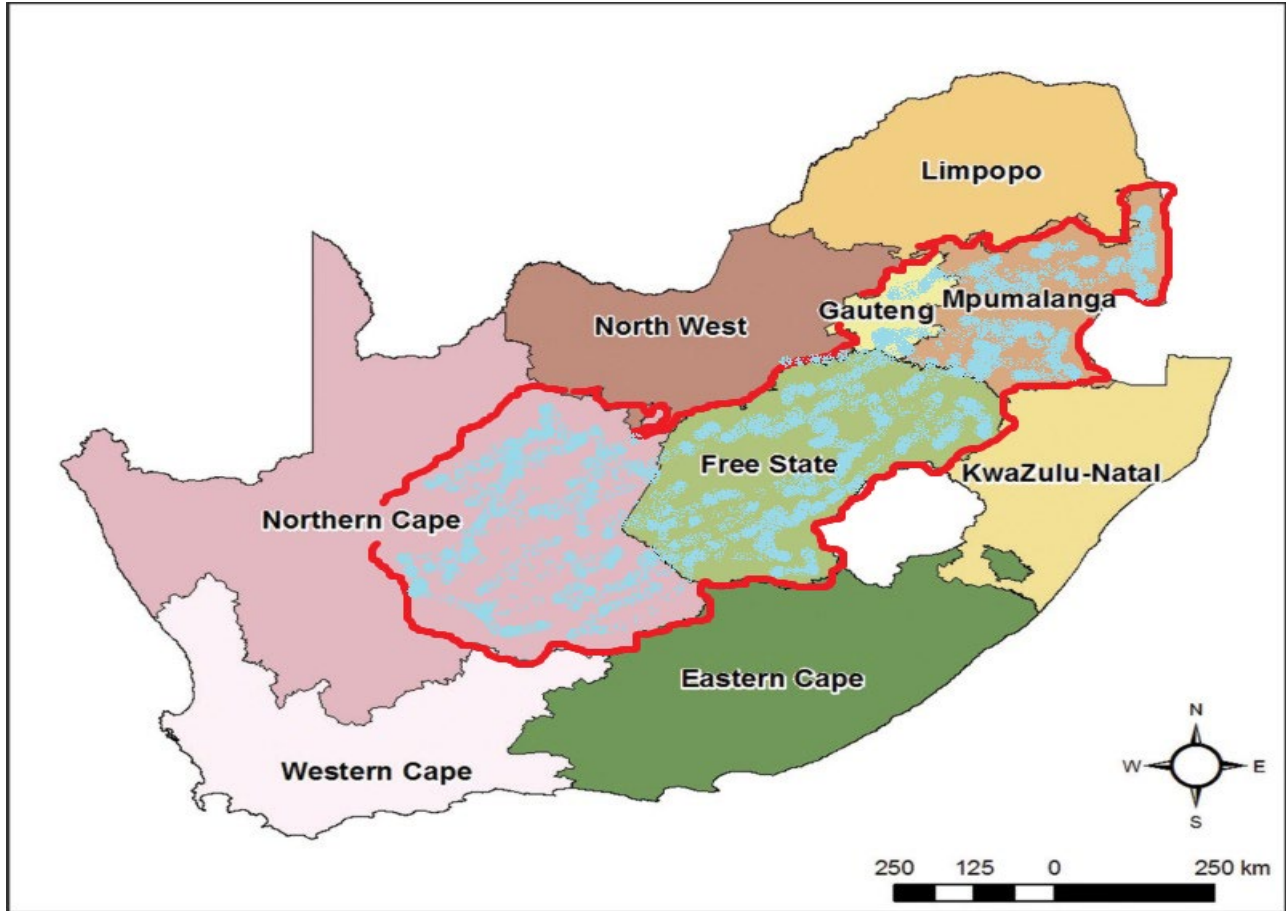 Limpopo
Mpumalanga
Gauteng
North West
Free State
KwaZulu-Natal
Northern Cape
Eastern Cape
Western Cape
N
W E
S
250 125 0 250 km